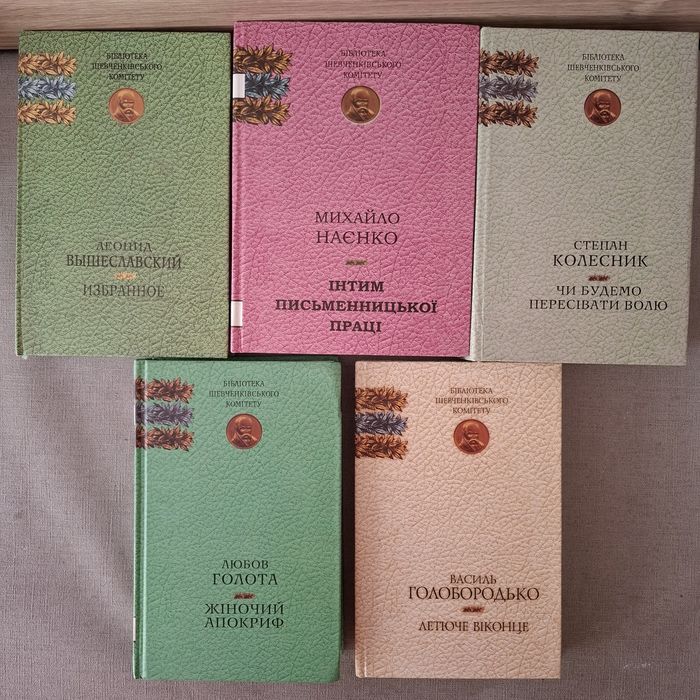 БІБЛІОТЕКА
ШЕВЧЕНКІВСЬКОГО
КОМІТЕТУ
ЛЕОНИД
ВЫШЕСЛАВСКИЙ
ИЗБРАННОЕ
БІБЛІОТЕКА
ШЕВЧЕНКІВСЬКОГО
КОМІТЕТУ
МИХАЙЛО
НАЄНКО
ІНТИМ
ПИСЬМЕННИЦЬКОЇ
ПРАЦІ
БІБЛІОТЕКА
ШЕВЧЕНКІВСЬКОГО
КОМІТЕТУ
СТЕПАН
КОЛЕСНИК
ЧИ БУДЕМО
ПЕРЕСІВАТИ ВОЛЮ
БІБЛІОТЕКА
ШЕВЧЕНКІВСЬКОГО
КОМІТЕТУ
ЛЮБОВ
ГОЛОТА
ЖІНОЧИЙ
АПОКРИФ
БІБЛІОТЕКА
ШЕВЧЕНКІВСЬКОГО
КОМІТЕТУ
ВАСИЛЬ
ГОЛОБОРОДЬКО
ЛЕТЮЧЕ ВІКОНЦЕ